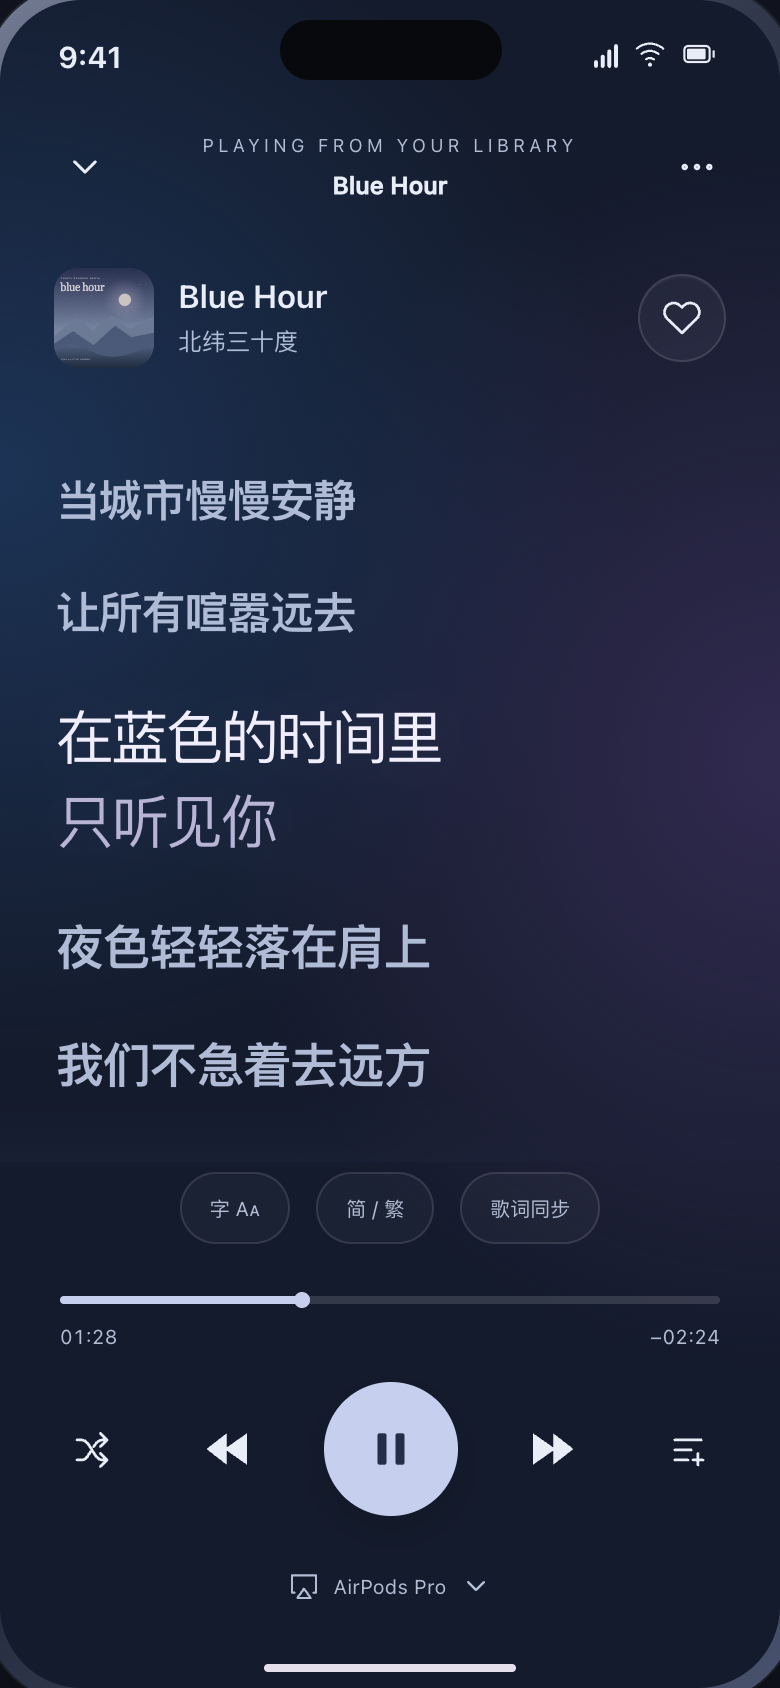 9:41
PLAYING FROM YOUR LIBRARY
Blue Hour
blue hour
Blue Hour
北纬三十度
当城市慢慢安静
让所有喧嚣远去
在蓝色的时间里
只听见你
夜色轻轻落在肩上
我们不急着去远方
字 Aᴀ
简 / 繁
歌词同步
01:28
–02:24
AirPods Pro